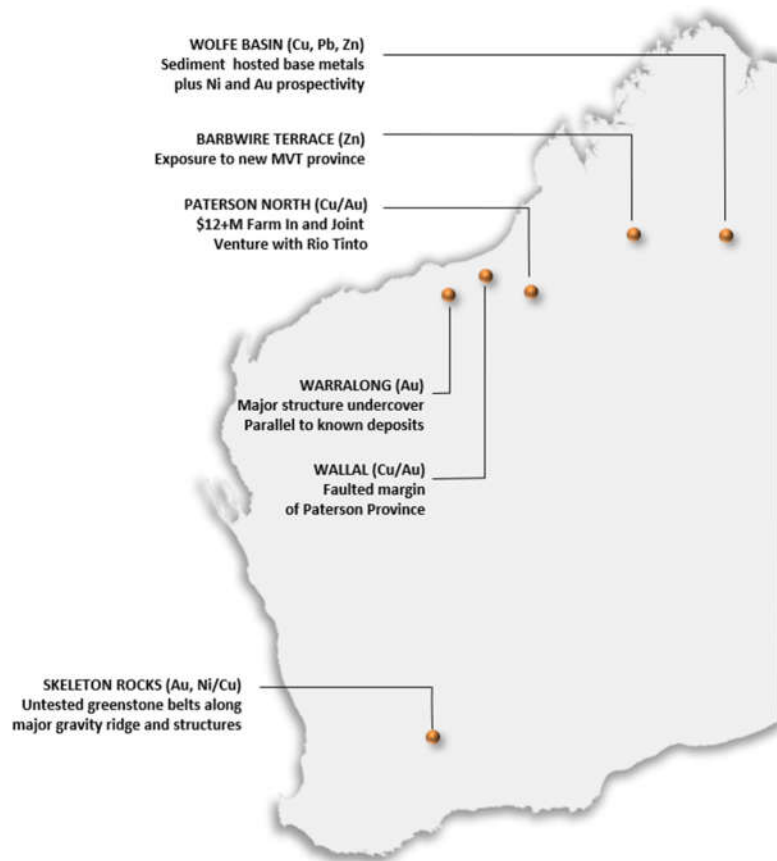 WOLFE BASIN (Cu, Pb, Zn)
Sediment hosted base metals
plus Ni and Au prospectivity
BARBWIRE TERRACE (Zn)
Exposure to new MVT province
PATERSON NORTH (Cu/Au)
$12+M Farm In and Joint
Venture with Rio Tinto
WARRALONG (Au)
Major structure undercover
Parallel to known deposits
WALLAL (Cu/Au)
Faulted margin
of Paterson Province
SKELETON ROCKS (Au, Ni/Cu)
Untested greenstone belts along
major gravity ridge and structures